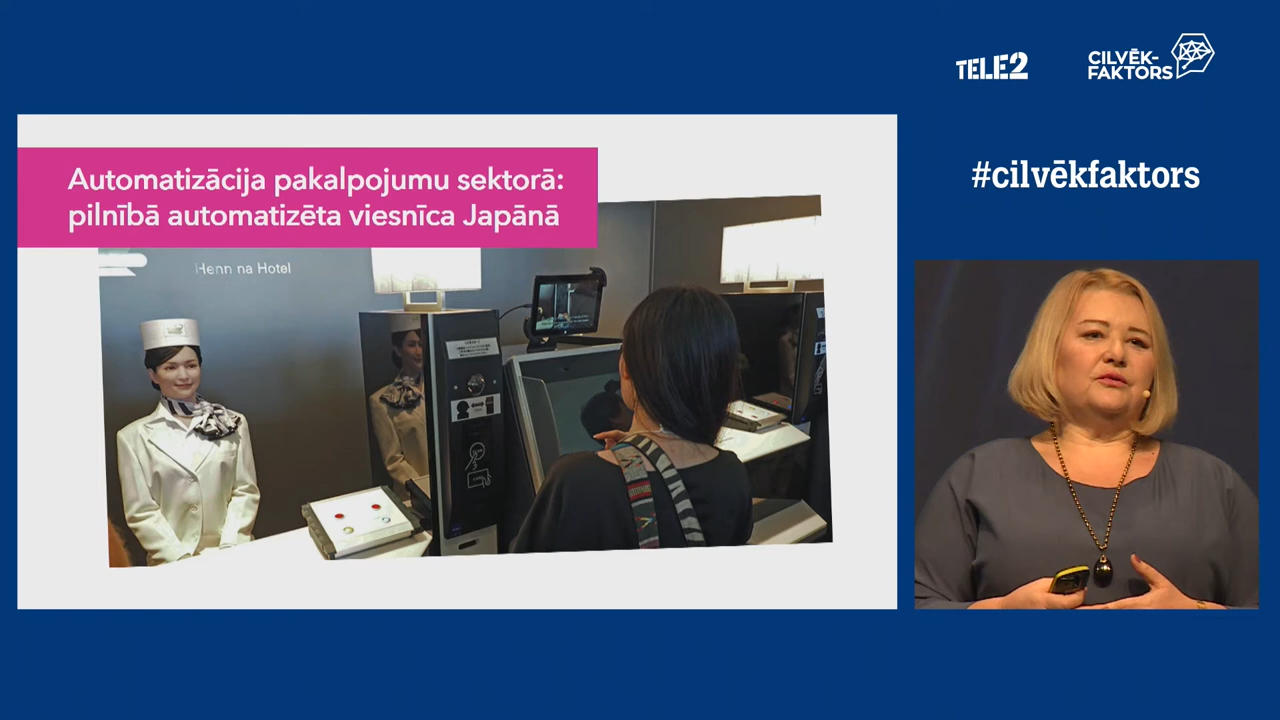 TELE2
CILVĒK-
FAKTORS
#cilvēkfaktors
Automatizācija pakalpojumu sektorā:
pilnībā automatizēta viesnīca Japānā
Henn na Hotel